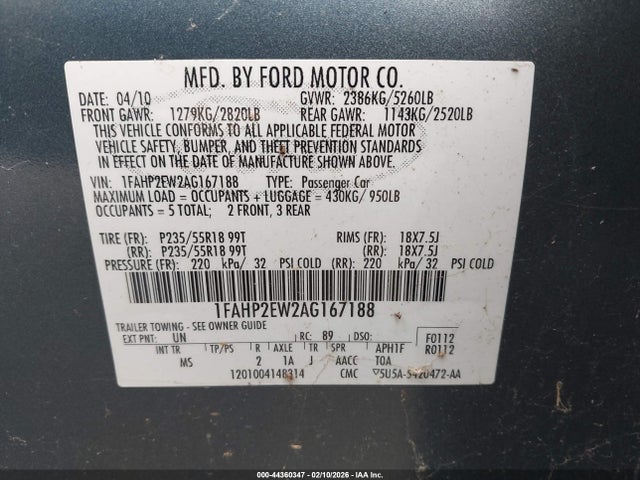 MFD. BY FORD MOTOR CO.
DATE: 04/10 GVWR: 2386KG/5260LB
FRONT GAWR: 1279KG/2820LB REAR GAWR: 1143KG/2520LB
THIS VEHICLE CONFORMS TO ALL APPLICABLE FEDERAL MOTOR
VEHICLE SAFETY, BUMPER, AND THEFT PREVENTION STANDARDS
IN EFFECT ON THE DATE OF MANUFACTURE SHOWN ABOVE.
VIN: 1FAHP2EW2AG167188 TYPE: Passenger Car
MAXIMUM LOAD = OCCUPANTS + LUGGAGE = 430KG/ 950LB
OCCUPANTS = 5 TOTAL; 2 FRONT, 3 REAR
TIRE (FR): P235/55R18 99T RIMS (FR): 18X7.5J
(RR): P235/55R18 99T (RR): 18X7.5J
PRESSURE (FR): 220 kPa/ 32 PSI COLD (RR): 220 kPa/ 32 PSI COLD
1FAHP2EW2AG167188
TRAILER TOWING - SEE OWNER GUIDE
EXT PNT: UN RC: 89 DSO: F0112
INT TR TP/PS R AXLE TR SPR APH1F R0112
MS 2 1A J AACC TOA
1201004148314 CMC ▽5U5A-5420472-AA
000-44360347 - 02/10/2026 - IAA Inc.